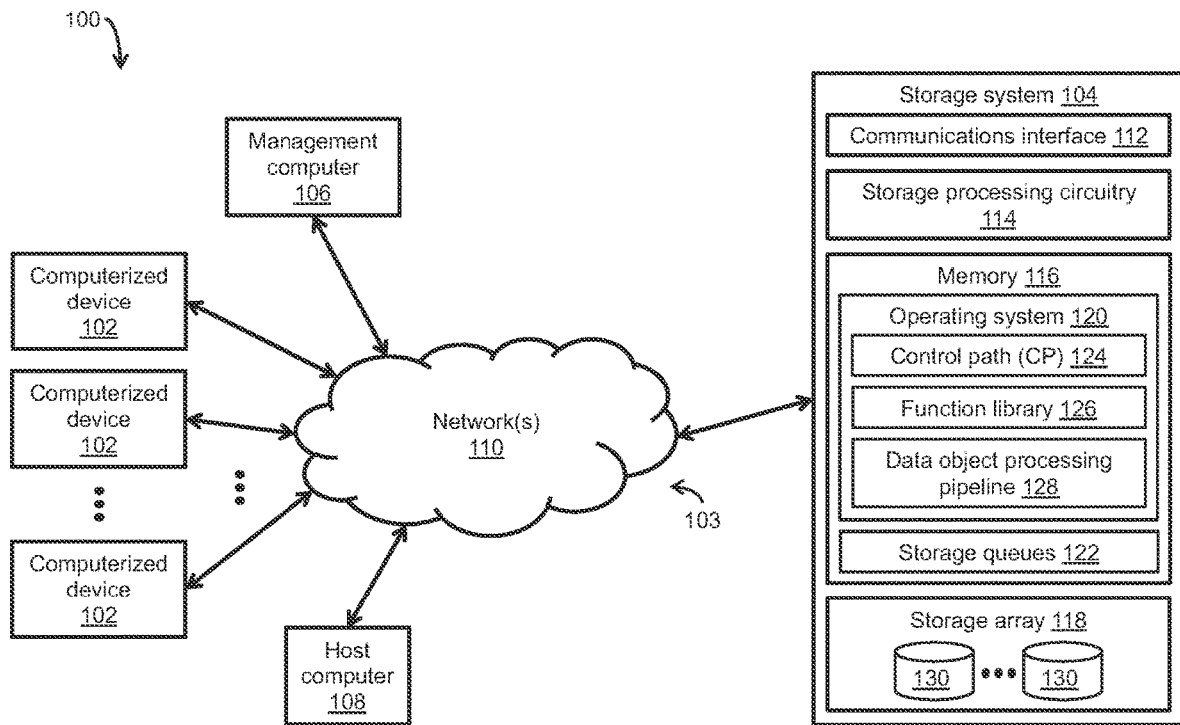 100
Management
computer
106
Computerized
device
102
Computerized
device
102
Computerized
device
102
Network(s)
110
103
Host
computer
108
Storage system 104
Communications interface 112
Storage processing circuitry
114
Memory 116
Operating system 120
Control path (CP) 124
Function library 126
Data object processing
pipeline 128
Storage queues 122
Storage array 118
130
130